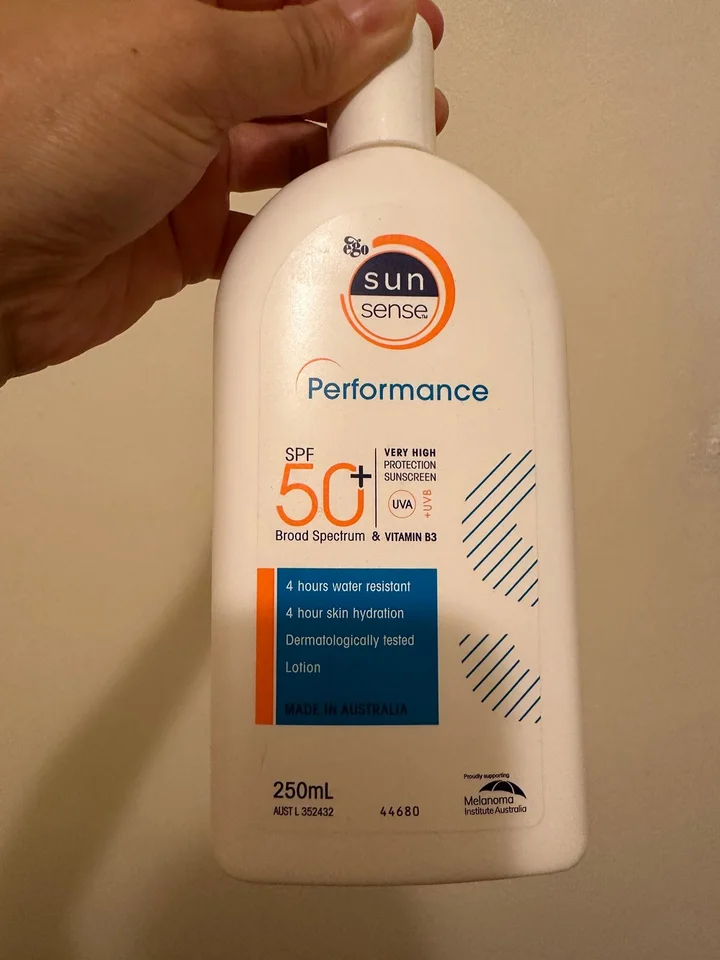 ego
sun
sense™
Performance
SPF
50+
VERY HIGH
PROTECTION
SUNSCREEN
UVA
+UVB
Broad Spectrum & VITAMIN B3
4 hours water resistant
4 hour skin hydration
Dermatologically tested
Lotion
MADE IN AUSTRALIA
250mL
AUST L 352432
44680
Proudly supporting
Melanoma
Institute Australia